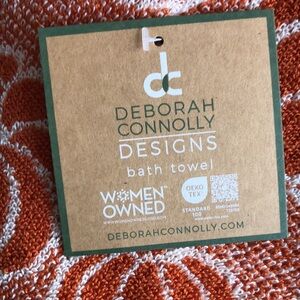 dc
DEBORAH
CONNOLLY
DESIGNS
bath towel
WOMEN
OWNED
OEKO
TEX
STANDARD
100
DEBORAHCONNOLLY.COM